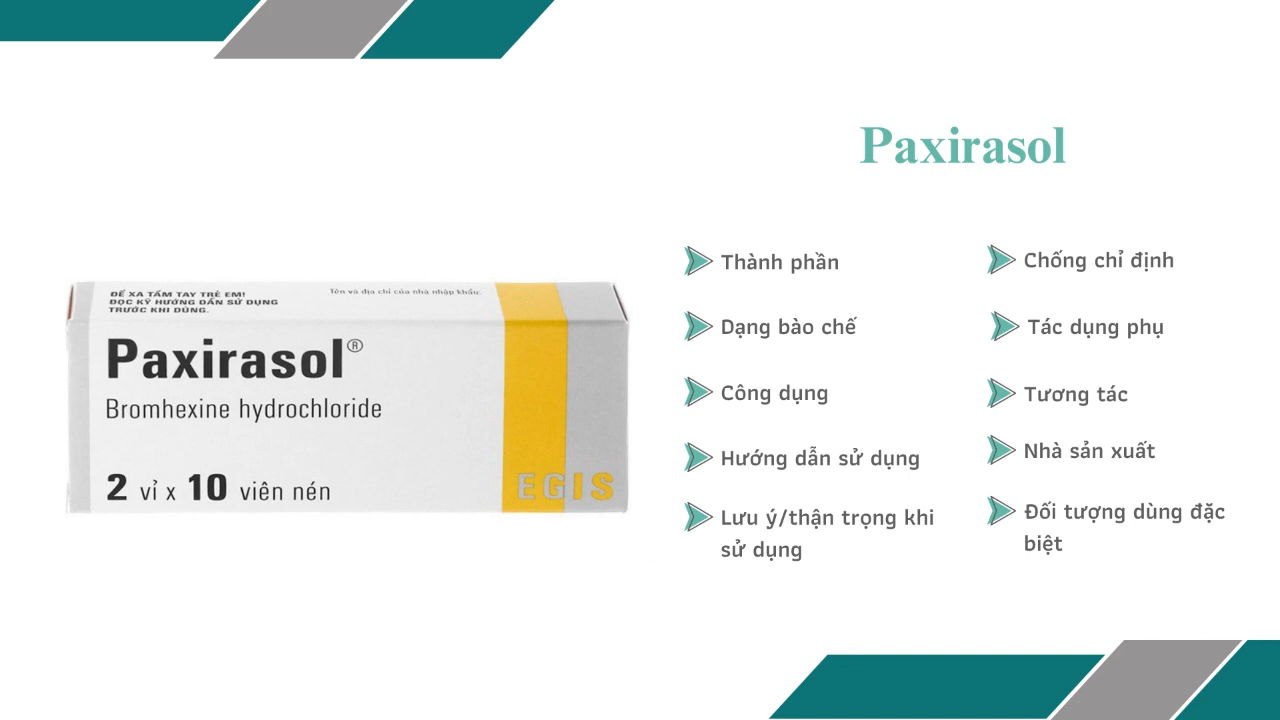 Paxirasol
ĐỂ XA TẦM TAY TRẺ EM!
ĐỌC KỸ HƯỚNG DẪN SỬ DỤNG
TRƯỚC KHI DÙNG.
Tên và địa chỉ của nhà nhập khẩu:
Paxirasol®
Bromhexine hydrochloride
2 vỉ x 10 viên nén
EGIS
Thành phần
Dạng bào chế
Công dụng
Hướng dẫn sử dụng
Lưu ý/thận trọng khi
sử dụng
Chống chỉ định
Tác dụng phụ
Tương tác
Nhà sản xuất
Đối tượng dùng đặc
biệt